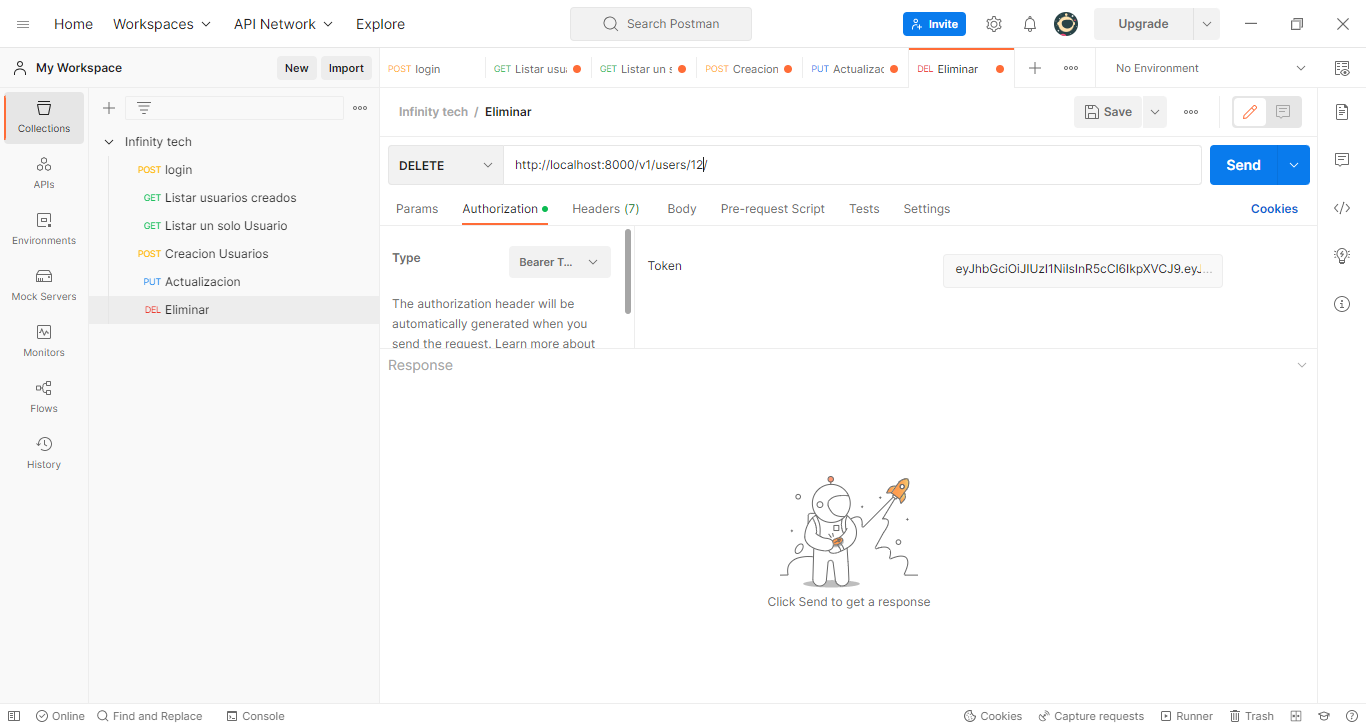 Home Workspaces API Network Explore Search Postman Invite Upgrade
My Workspace New Import
POST login GET Listar usu GET Listar un s POST Creacion PUT Actualizac DEL Eliminar No Environment
Collections
APIs
Environments
Mock Servers
Monitors
Flows
History
Infinity tech
POST login
GET Listar usuarios creados
GET Listar un solo Usuario
POST Creacion Usuarios
PUT Actualizacion
DEL Eliminar
Infinity tech / Eliminar Save
DELETE http://localhost:8000/v1/users/12/ Send
Params Authorization Headers (7) Body Pre-request Script Tests Settings Cookies
Type Bearer T...
The authorization header will be
automatically generated when you
send the request. Learn more about
Token eyJhbGciOiJIUzI1NiIsInR5cCI6IkpXVCJ9.eyJ...
Response
Click Send to get a response
Online Find and Replace Console Cookies Capture requests Runner Trash